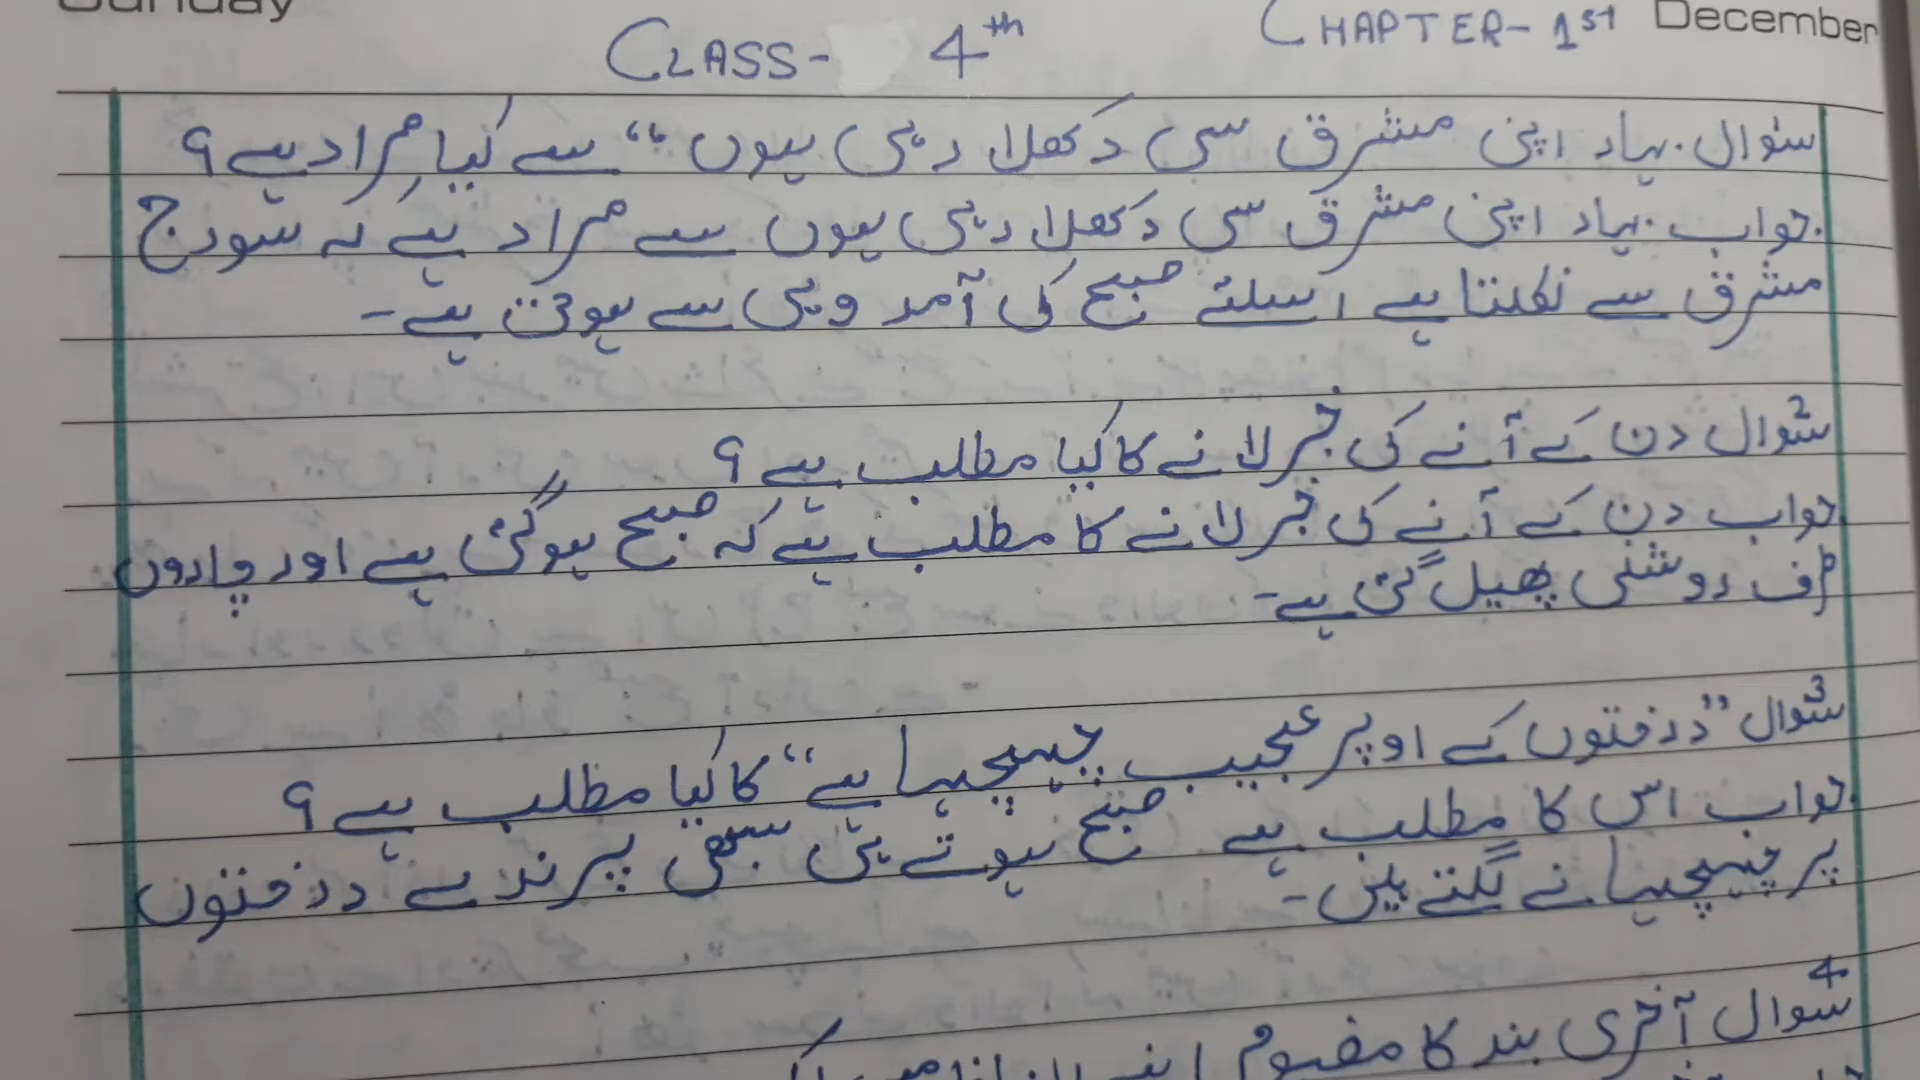 Sunday
December
CLASS- 4th
CHAPTER- 1st
سوال بہار اپنی مشرق سی دکھلا رہی ہوں “ سے کیا مراد ہے؟
جواب بہار اپنی مشرق سی دکھلا رہی ہوں سے مراد ہے کہ سورج
مشرق سے نکلتا ہے اسلئے صبح کی آمد وہی سے ہوتی ہے-
سوال 2 دن کے آنے کی خبر لانے کا کیا مطلب ہے؟
جواب دن کے آنے کی خبر لانے کا مطلب ہے کہ صبح ہوگئی ہے اور چاروں
طرف روشنی پھیل گئی ہے-
سوال 3 ”درختوں کے اوپر عجیب چہچہا ہے“ کا کیا مطلب ہے؟
جواب اس کا مطلب ہے صبح ہوتے ہی سبھی پرندے درختوں
پر چہچہانے لگتے ہیں-
سوال 4 آخری بند کا مفہوم